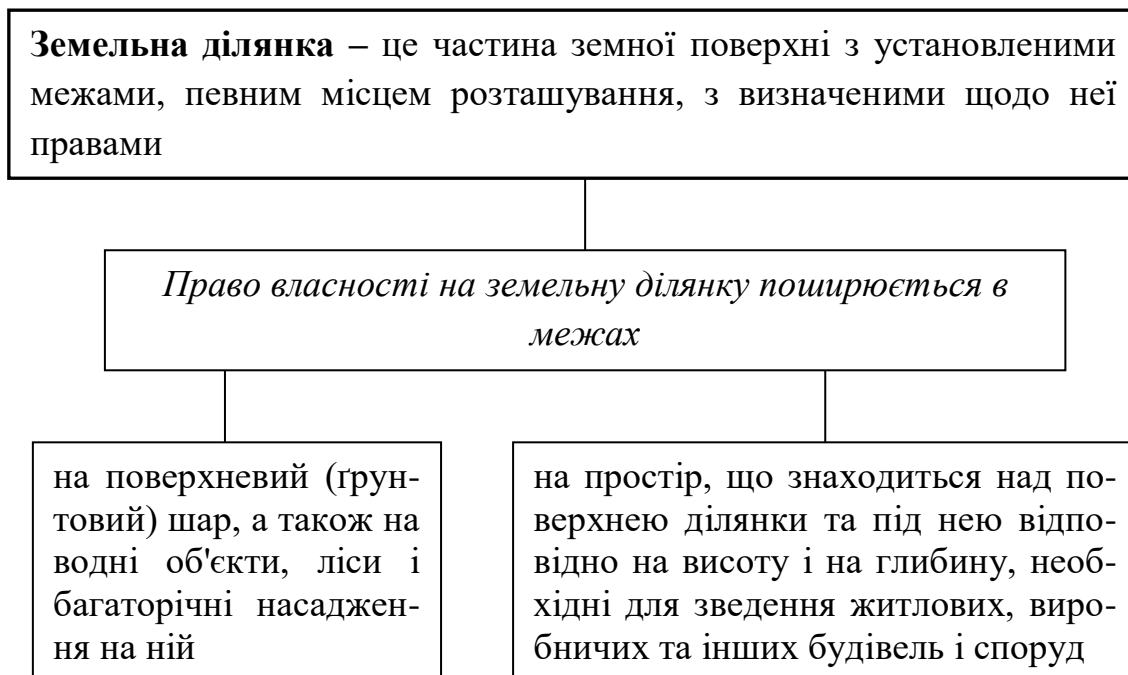 Земельна ділянка – це частина земної поверхні з установленими
межами, певним місцем розташування, з визначеними щодо неї
правами
Право власності на земельну ділянку поширюється в
межах
на поверхневий (ґрун-
товий) шар, а також на
водні об'єкти, ліси і
багаторічні насаджен-
ня на ній
на простір, що знаходиться над по-
верхнею ділянки та під нею відпо-
відно на висоту і на глибину, необ-
хідні для зведення житлових, виро-
бничих та інших будівель і споруд